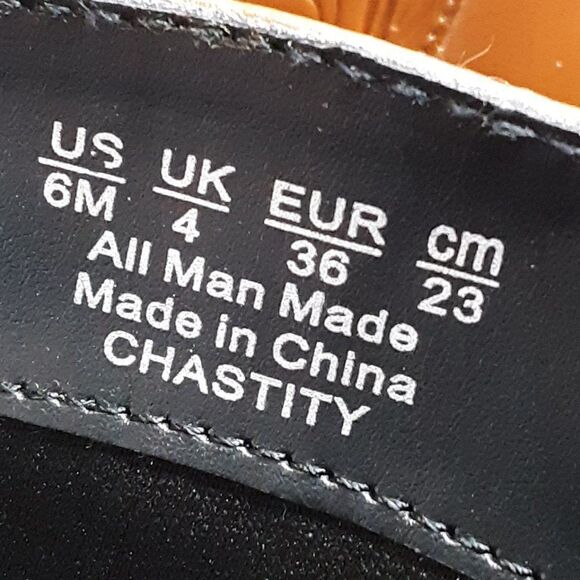 US UK EUR cm
6M 4 36 23
All Man Made
Made in China
CHASTITY